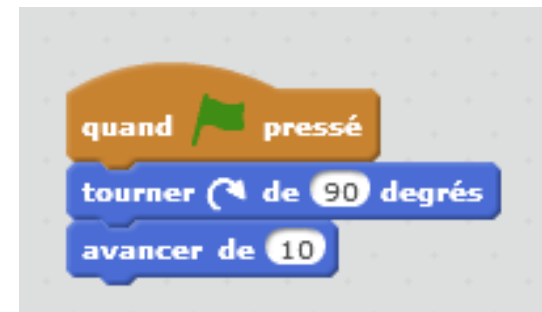 quand pressé
tourner de 90 degrés
avancer de 10